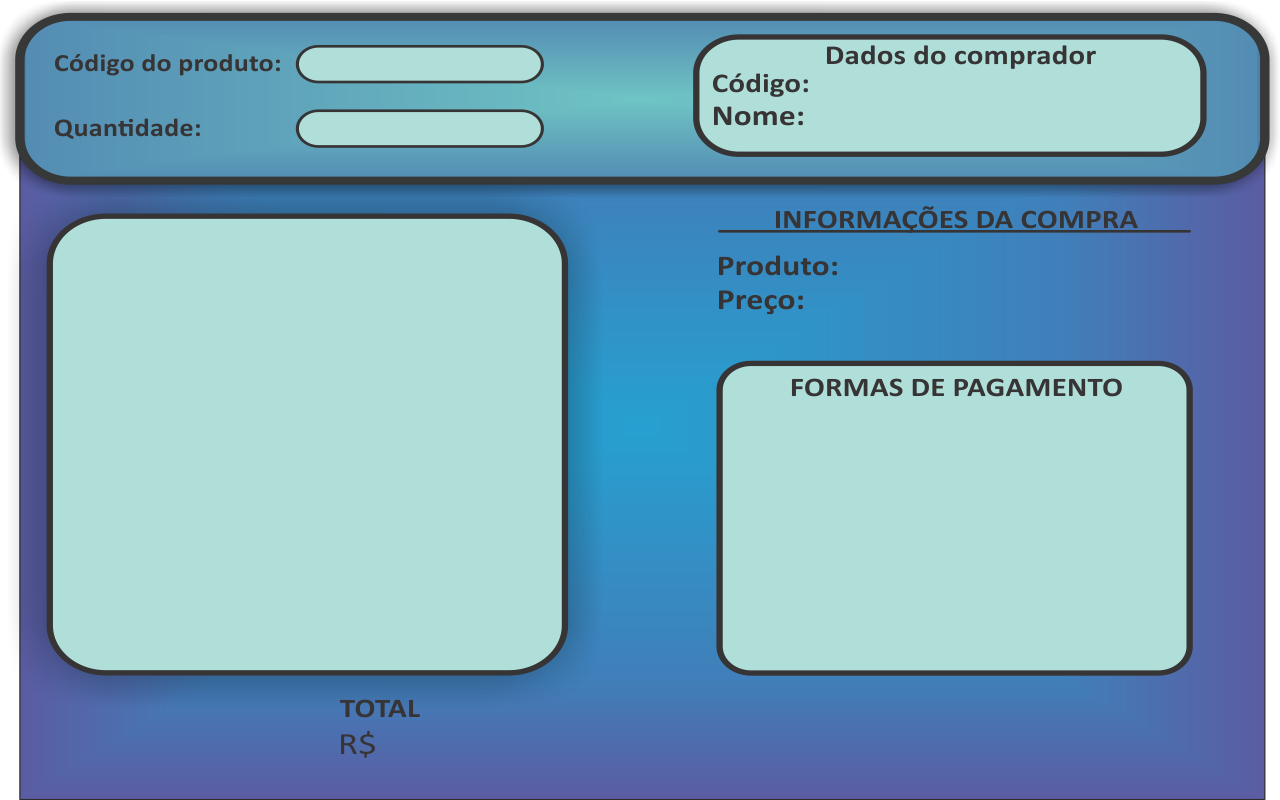 Código do produto:
Quantidade:
Dados do comprador
Código:
Nome:
INFORMAÇÕES DA COMPRA
Produto:
Preço:
FORMAS DE PAGAMENTO
TOTAL
R$